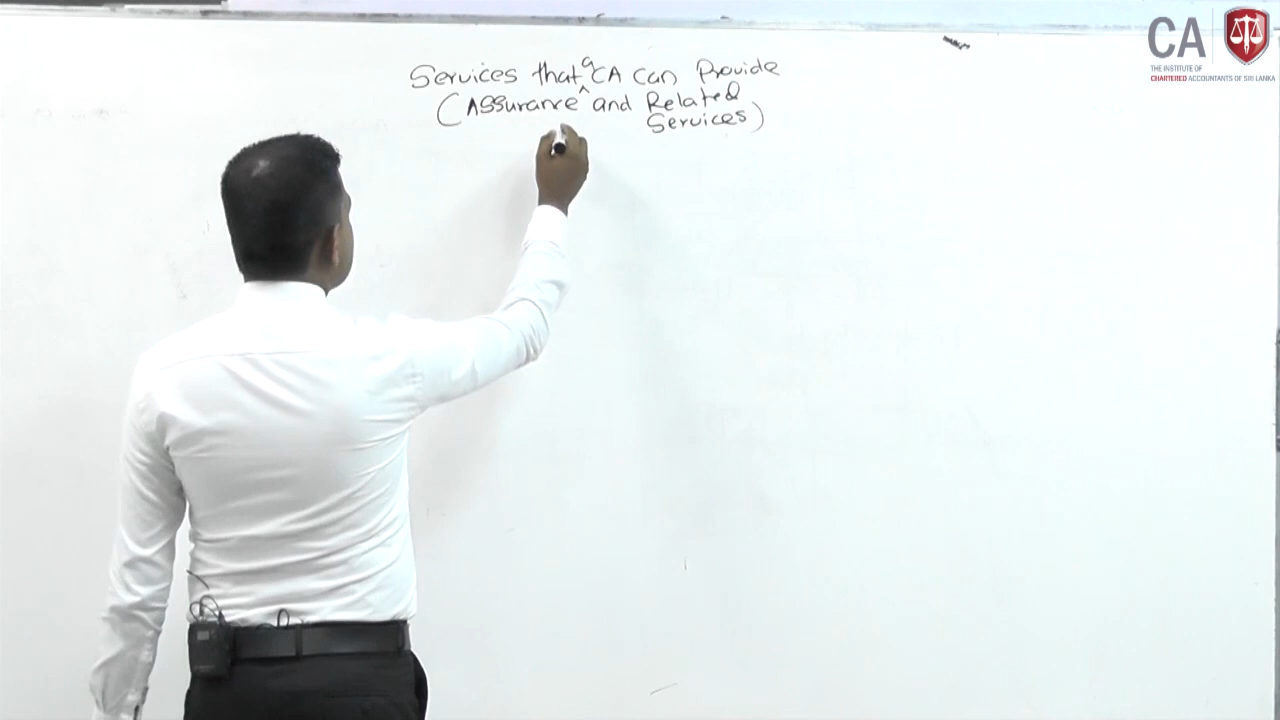 Services that a CA can Provide
(Assurance and Related
Services)
CA
THE INSTITUTE OF
CHARTERED ACCOUNTANTS OF SRI LANKA